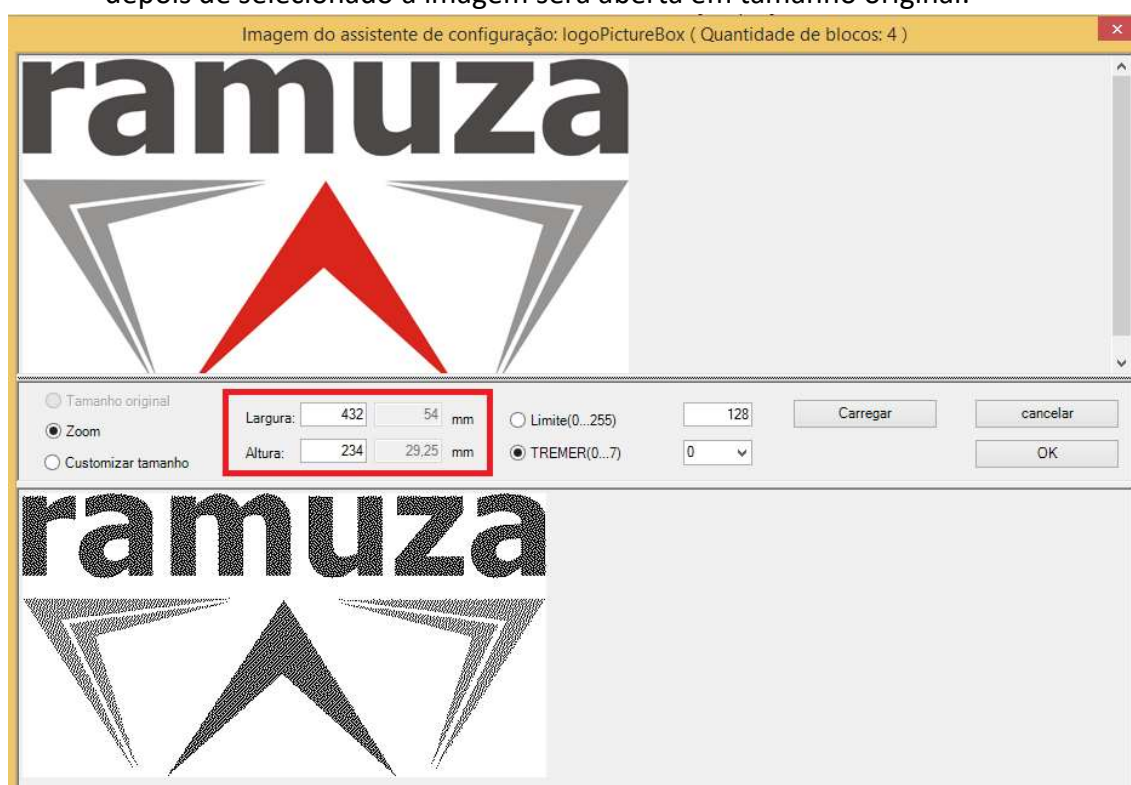 depois de selecionado a imagem será aberta em tamanho original.
Imagem do assistente de configuração: logoPictureBox ( Quantidade de blocos: 4 )
ramuza
Tamanho original
Zoom
Customizar tamanho
Largura: 432 54 mm
Altura: 234 29,25 mm
Limite(0...255) 128
TREMER(0...7) 0
Carregar
cancelar
OK
ramuza